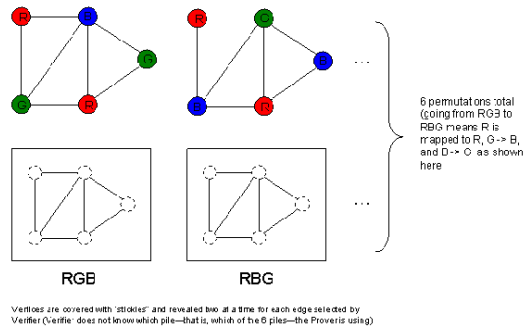 R
B
G
G
R
R
G
B
B
R
...
6 permutations total
(going from RGB to
RBG means R is
mapped to R, G -> B,
and B -> G, as shown
here
...
RGB
RBG
Vertices are covered with "stickies" and revealed two at a time for each edge selected by
Verifier (Verifier does not know which pile—that is, which of the 6 piles—the Prover is using)